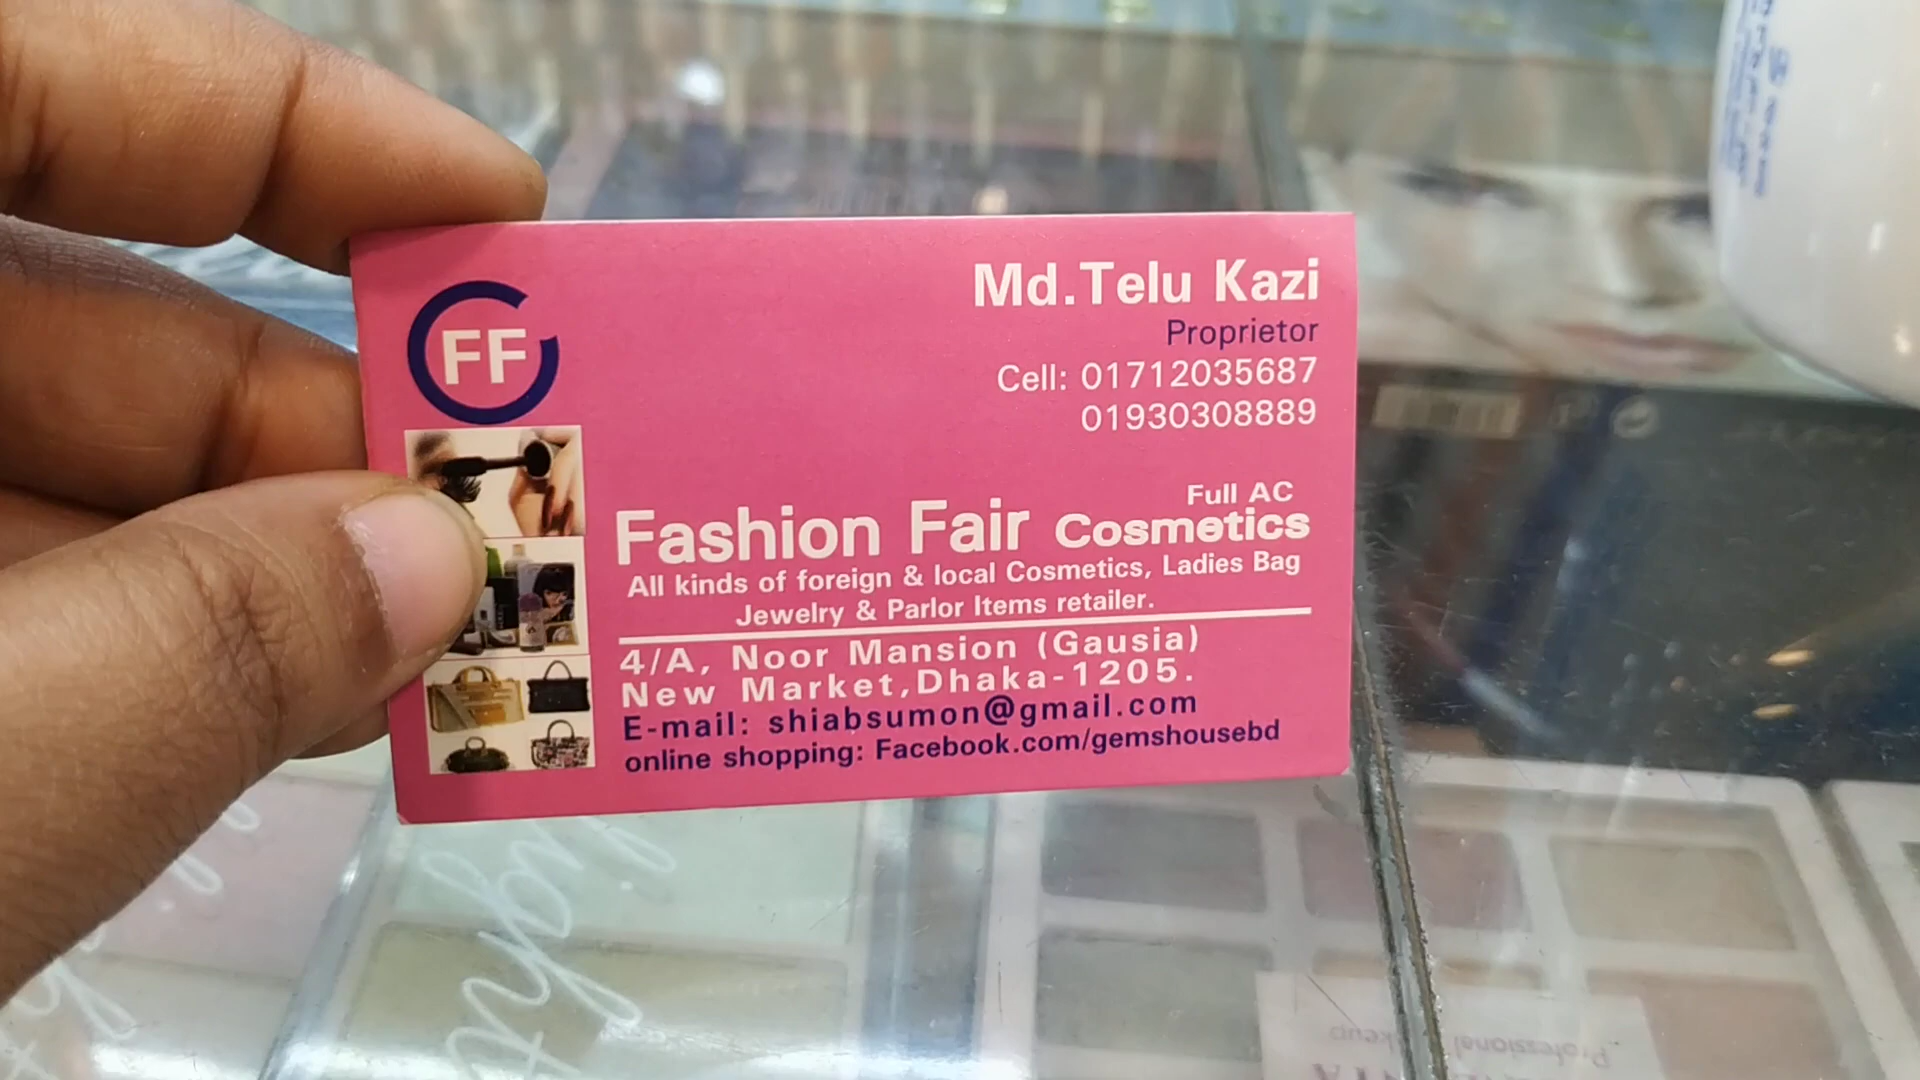 FF
Md.Telu Kazi
Proprietor
Cell: 01712035687
01930308889
Full AC
Fashion Fair Cosmetics
All kinds of foreign & local Cosmetics, Ladies Bag
Jewelry & Parlor Items retailer.
4/A, Noor Mansion (Gausia)
New Market,Dhaka-1205.
E-mail: shiabsumon@gmail.com
online shopping: Facebook.com/gemshousebd
Professional